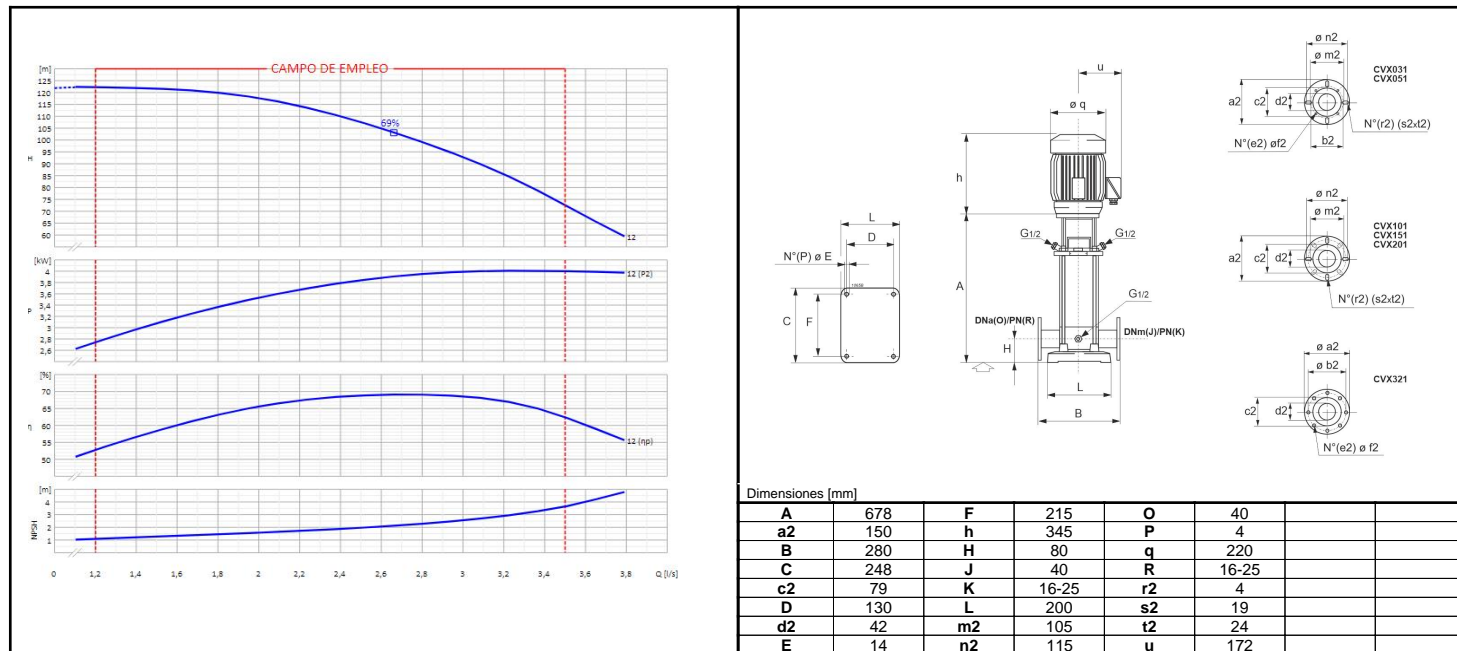 CAMPO DE EMPLEO
[m]
125
120
115
110
105
100
95
90
85
80
75
70
65
60
H
69%
12
[kW]
4
3,8
3,6
3,4
3,2
3
2,8
2,6
P
12 (P2)
[%]
70
65
60
55
50
12 (ηp)
[m]
4
3
2
1
NPSH
0 1,2 1,4 1,6 1,8 2 2,2 2,4 2,6 2,8 3 3,2 3,4 3,6 3,8 Q [l/s]
L
D
N°(P) ø E
C
F
u
ø q
h
G1/2
G1/2
A
G1/2
DNa(O)/PN(R)
DNm(J)/PN(K)
H
L
B
ø n2
ø m2
CVX031
CVX051
a2
c2
d2
N°(r2) (s2xt2)
N°(e2) øf2
b2
ø n2
ø m2
CVX101
CVX151
CVX201
a2
c2
d2
N°(r2) (s2xt2)
ø a2
ø b2
CVX321
c2
d2
N°(e2) ø f2
Dimensiones [mm]
A 678 F 215 O 40
a2 150 h 345 P 4
B 280 H 80 q 220
C 248 J 40 R 16-25
c2 79 K 16-25 r2 4
D 130 L 200 s2 19
d2 42 m2 105 t2 24
E 14 n2 115 u 172